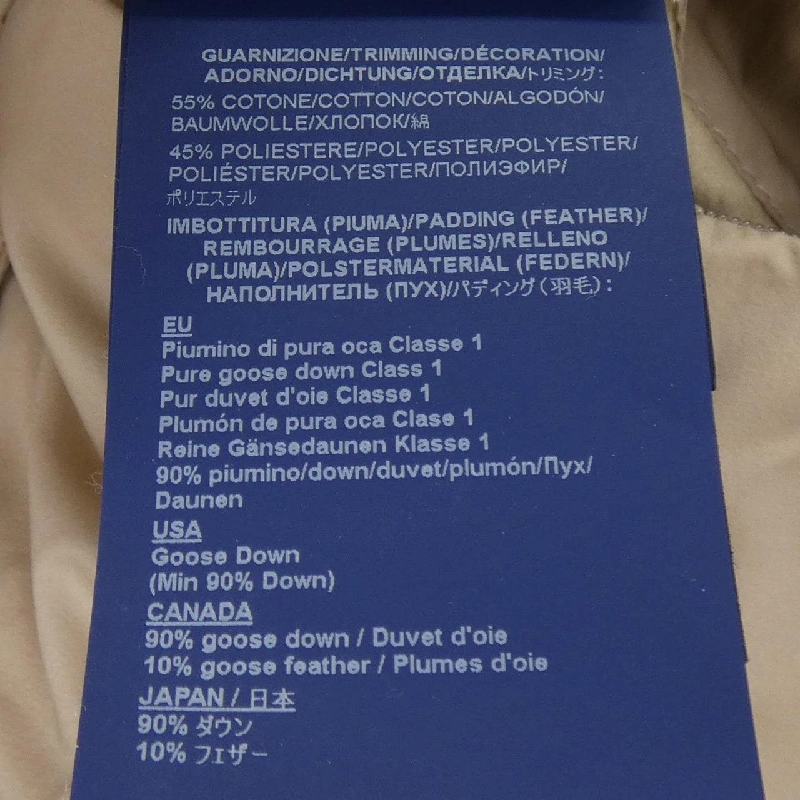 GUARNIZIONE/TRIMMING/DÉCORATION/
ADORNO/DICHTUNG/ОТДЕЛКА/トリミング:
55% COTONE/COTTON/COTON/ALGODÓN/
BAUMWOLLE/ХЛОПОК/綿
45% POLIESTERE/POLYESTER/POLYESTER/
POLIÉSTER/POLYESTER/ПОЛИЭФИР/
ポリエステル
IMBOTTITURA (PIUMA)/PADDING (FEATHER)/
REMBOURRAGE (PLUMES)/RELLENO
(PLUMA)/POLSTERMATERIAL (FEDERN)/
НАПОЛНИТЕЛЬ (ПУХ)/パディング(羽毛):
EU
Piumino di pura oca Classe 1
Pure goose down Class 1
Pur duvet d'oie Classe 1
Plumón de pura oca Clase 1
Reine Gänsedaunen Klasse 1
90% piumino/down/duvet/plumón/Пух/
Daunen
USA
Goose Down
(Min 90% Down)
CANADA
90% goose down / Duvet d'oie
10% goose feather / Plumes d'oie
JAPAN / 日本
90% ダウン
10% フェザー